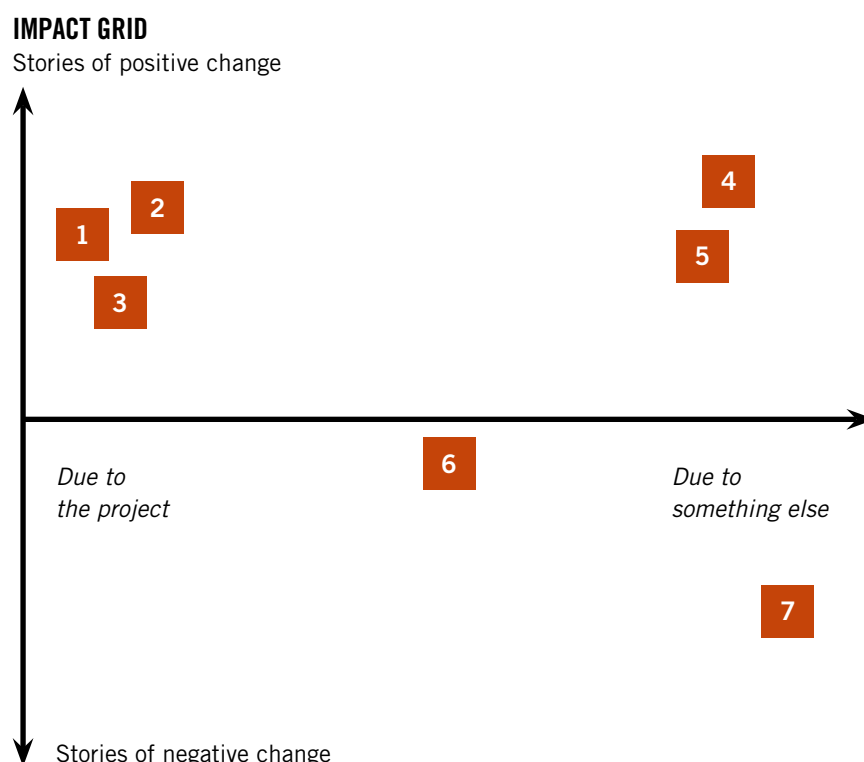 IMPACT GRID
Stories of positive change
4
2
1
5
3
6
Due to
the project
Due to
something else
7
Stories of negative change